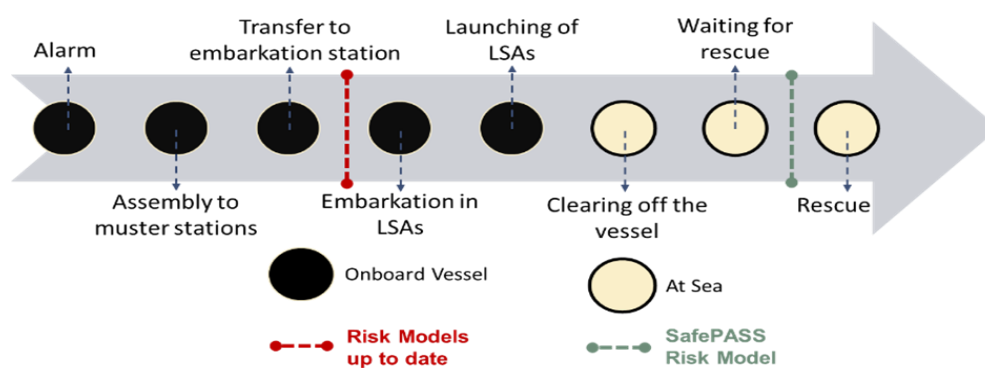 Alarm
Transfer to
embarkation station
Launching of
LSAs
Waiting for
rescue
Assembly to
muster stations
Embarkation in
LSAs
Clearing off the
vessel
Rescue
Onboard Vessel
At Sea
Risk Models
up to date
SafePASS
Risk Model